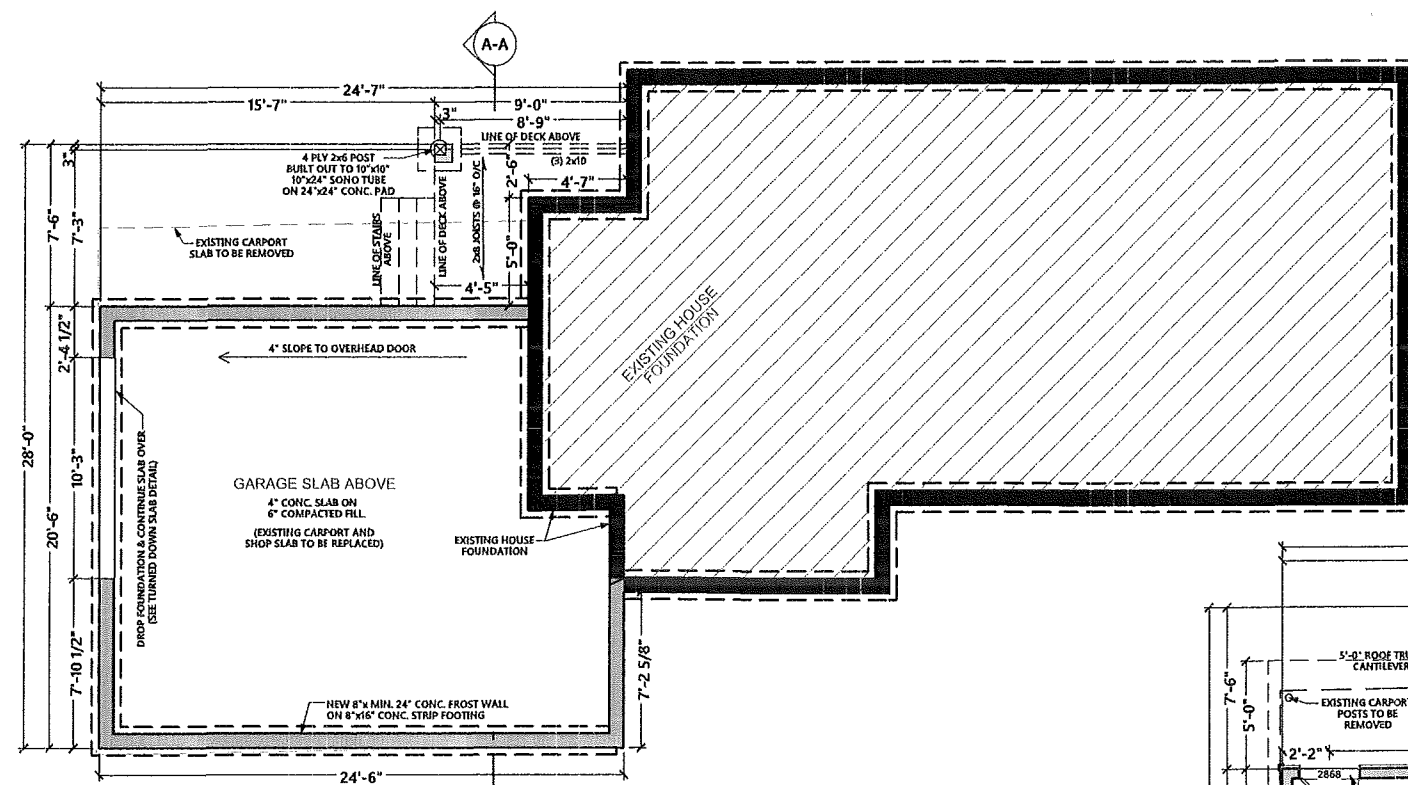 A-A
24'-7"
15'-7"
9'-0"
3"
8'-9"
LINE OF DECK ABOVE
(3) 2x10
4 PLY 2x6 POST
BUILT OUT TO 10"x10"
10"x24" SONO TUBE
ON 24"x24" CONC. PAD
3"
7'-6"
7'-3"
2'-6"
4'-7"
LINE OF STAIRS
ABOVE
LINE OF DECK ABOVE
2x8 JOISTS @ 16" O/C
5'-0"
4'-5"
EXISTING CARPORT
SLAB TO BE REMOVED
28'-0"
2'-4 1/2"
4" SLOPE TO OVERHEAD DOOR
EXISTING HOUSE
FOUNDATION
10'-3"
20'-6"
DROP FOUNDATION & CONTINUE SLAB OVER
(SEE TURNED DOWN SLAB DETAIL)
GARAGE SLAB ABOVE
4" CONC. SLAB ON
6" COMPACTED FILL.
(EXISTING CARPORT AND
SHOP SLAB TO BE REPLACED)
EXISTING HOUSE
FOUNDATION
7'-10 1/2"
7'-2 5/8"
NEW 8"x MIN. 24" CONC. FROST WALL
ON 8"x16" CONC. STRIP FOOTING
24'-6"
5'-0" ROOF TRU
CANTILEVER
7'-6"
5'-0"
EXISTING CARPORT
POSTS TO BE
REMOVED
2'-2"
2868